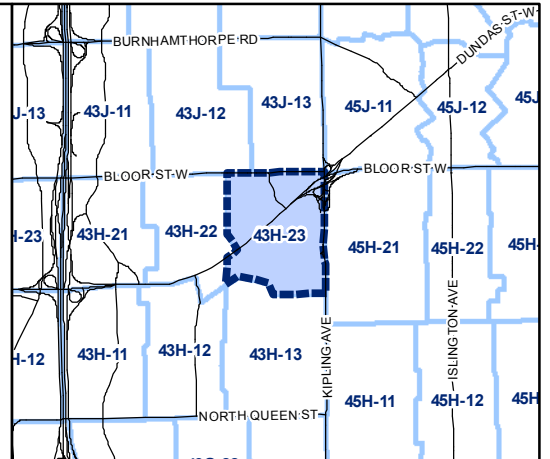 BURNHAMTHORPE RD
DUNDAS ST W
J-13
43J-11
43J-12
43J-13
45J-11
45J-12
45J
BLOOR ST W
BLOOR ST W
H-23
43H-21
43H-22
43H-23
45H-21
45H-22
45H
KIPLING AVE
ISLINGTON AVE
H-12
43H-11
43H-12
43H-13
45H-11
45H-12
45H
NORTH QUEEN ST